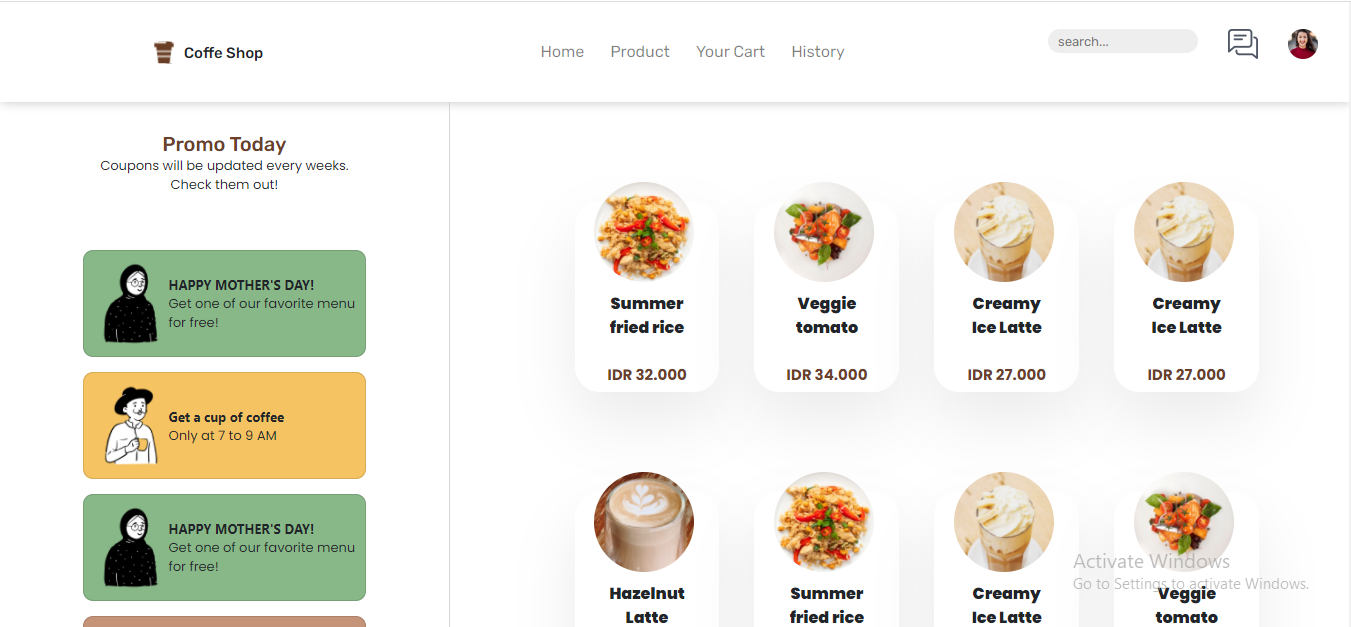 Coffe Shop
Home Product Your Cart History
search...
Promo Today
Coupons will be updated every weeks.
Check them out!
HAPPY MOTHER'S DAY!
Get one of our favorite menu
for free!
Get a cup of coffee
Only at 7 to 9 AM
HAPPY MOTHER'S DAY!
Get one of our favorite menu
for free!
Summer
fried rice
IDR 32.000
Veggie
tomato
IDR 34.000
Creamy
Ice Latte
IDR 27.000
Creamy
Ice Latte
IDR 27.000
Hazelnut
Latte
Summer
fried rice
Creamy
Ice Latte
Veggie
tomato
Activate Windows
Go to Settings to activate Windows.